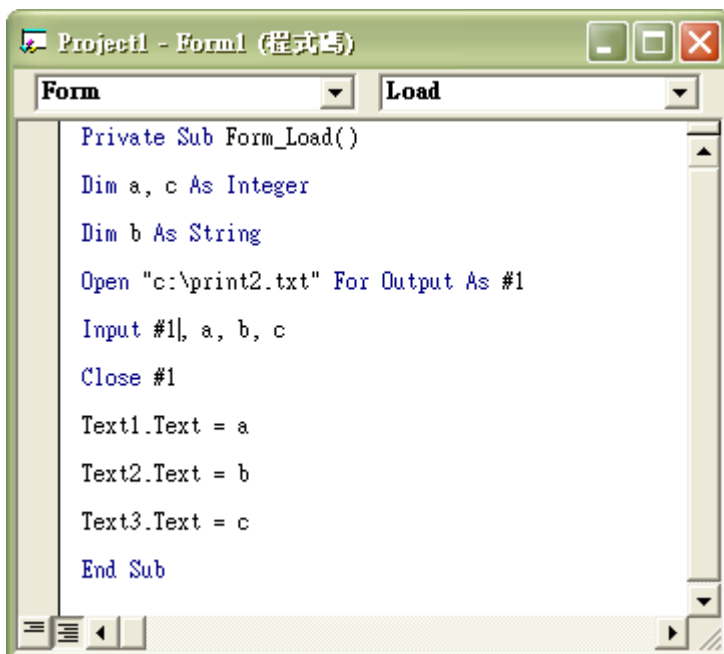 Project1 - Form1 (程式碼)
Form Load
Private Sub Form_Load()
Dim a, c As Integer
Dim b As String
Open "c:\print2.txt" For Output As #1
Input #1, a, b, c
Close #1
Text1.Text = a
Text2.Text = b
Text3.Text = c
End Sub